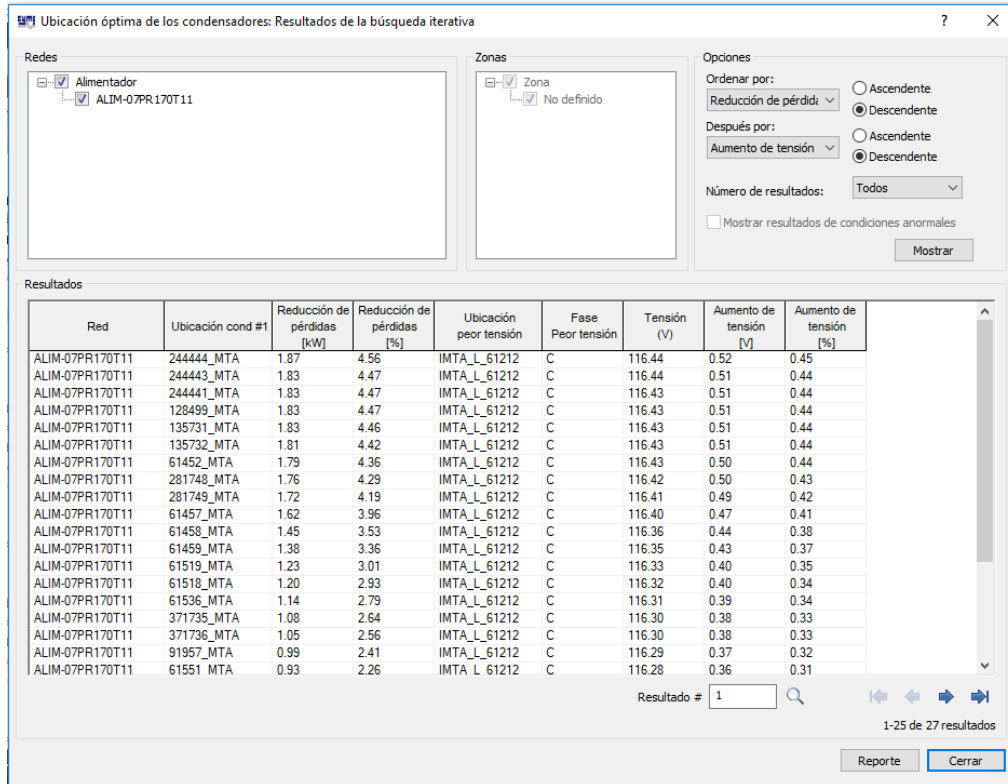 Ubicación óptima de los condensadores: Resultados de la búsqueda iterativa ? ×
Redes
Alimentador
ALIM-07PR170T11
Zonas
Zona
No definido
Opciones
Ordenar por:
Reducción de pérdida
Ascendente
Descendente
Después por:
Aumento de tensión
Ascendente
Descendente
Número de resultados: Todos
Mostrar resultados de condiciones anormales
Mostrar
Resultados
Red Ubicación cond #1 Reducción de pérdidas [kW] Reducción de pérdidas [%] Ubicación peor tensión Fase Peor tensión Tensión (V) Aumento de tensión [V] Aumento de tensión [%]
ALIM-07PR170T11 244444_MTA 1.87 4.56 IMTA_L_61212 C 116.44 0.52 0.45
ALIM-07PR170T11 244443_MTA 1.83 4.47 IMTA_L_61212 C 116.44 0.51 0.44
ALIM-07PR170T11 244441_MTA 1.83 4.47 IMTA_L_61212 C 116.43 0.51 0.44
ALIM-07PR170T11 128499_MTA 1.83 4.47 IMTA_L_61212 C 116.43 0.51 0.44
ALIM-07PR170T11 135731_MTA 1.83 4.46 IMTA_L_61212 C 116.43 0.51 0.44
ALIM-07PR170T11 135732_MTA 1.81 4.42 IMTA_L_61212 C 116.43 0.51 0.44
ALIM-07PR170T11 61452_MTA 1.79 4.36 IMTA_L_61212 C 116.43 0.50 0.44
ALIM-07PR170T11 281748_MTA 1.76 4.29 IMTA_L_61212 C 116.42 0.50 0.43
ALIM-07PR170T11 281749_MTA 1.72 4.19 IMTA_L_61212 C 116.41 0.49 0.42
ALIM-07PR170T11 61457_MTA 1.62 3.96 IMTA_L_61212 C 116.40 0.47 0.41
ALIM-07PR170T11 61458_MTA 1.45 3.53 IMTA_L_61212 C 116.36 0.44 0.38
ALIM-07PR170T11 61459_MTA 1.38 3.36 IMTA_L_61212 C 116.35 0.43 0.37
ALIM-07PR170T11 61519_MTA 1.23 3.01 IMTA_L_61212 C 116.33 0.40 0.35
ALIM-07PR170T11 61518_MTA 1.20 2.93 IMTA_L_61212 C 116.32 0.40 0.34
ALIM-07PR170T11 61536_MTA 1.14 2.79 IMTA_L_61212 C 116.31 0.39 0.34
ALIM-07PR170T11 371735_MTA 1.08 2.64 IMTA_L_61212 C 116.30 0.38 0.33
ALIM-07PR170T11 371736_MTA 1.05 2.56 IMTA_L_61212 C 116.30 0.38 0.33
ALIM-07PR170T11 91957_MTA 0.99 2.41 IMTA_L_61212 C 116.29 0.37 0.32
ALIM-07PR170T11 61551_MTA 0.93 2.26 IMTA_L_61212 C 116.28 0.36 0.31
Resultado # 1
1-25 de 27 resultados
Reporte Cerrar